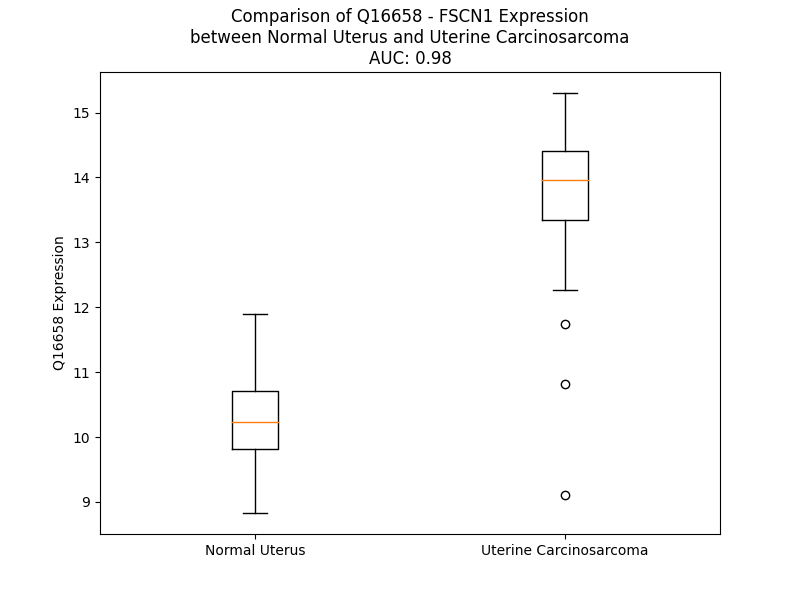 Comparison of Q16658 - FSCN1 Expression
between Normal Uterus and Uterine Carcinosarcoma
AUC: 0.98
15
14
13
12
11
10
9
Q16658 Expression
Normal Uterus
Uterine Carcinosarcoma